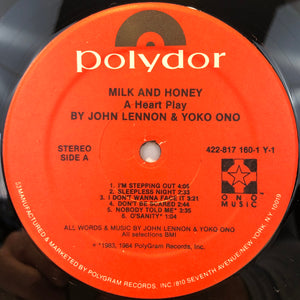 polydor
MILK AND HONEY
A Heart Play
BY JOHN LENNON & YOKO ONO
STEREO
SIDE A
422-817 160-1 Y-1
1. I'M STEPPING OUT 4:05
2. SLEEPLESS NIGHT 2:33
3. I DON'T WANNA FACE IT 3:21
4. DON'T BE SCARED 2:44
5. NOBODY TOLD ME* 3:33
6. O'SANITY* 1:04
ONO
MUSIC
ALL WORDS & MUSIC BY JOHN LENNON & YOKO ONO
All selections BMI
℗ *1983, 1984 PolyGram Records, Inc.
MANUFACTURED & MARKETED BY POLYGRAM RECORDS, INC./810 SEVENTH AVENUE/NEW YORK, N.Y. 10019